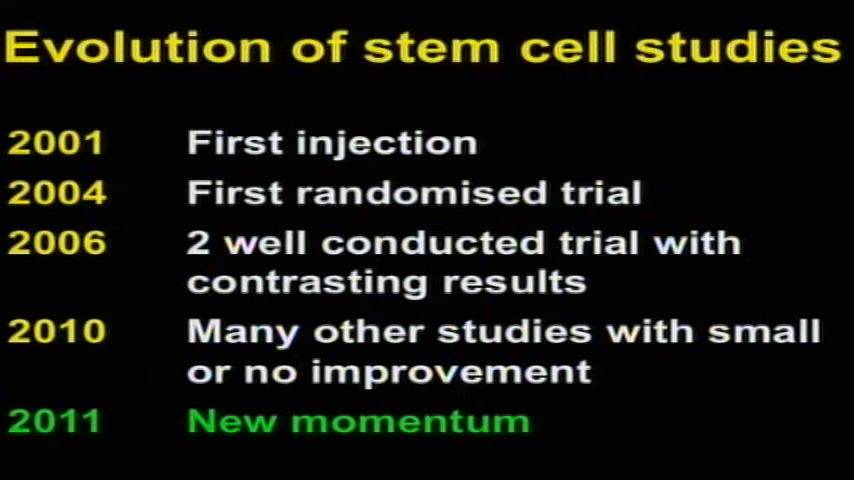 Evolution of stem cell studies
2001 First injection
2004 First randomised trial
2006 2 well conducted trial with
contrasting results
2010 Many other studies with small
or no improvement
2011 New momentum